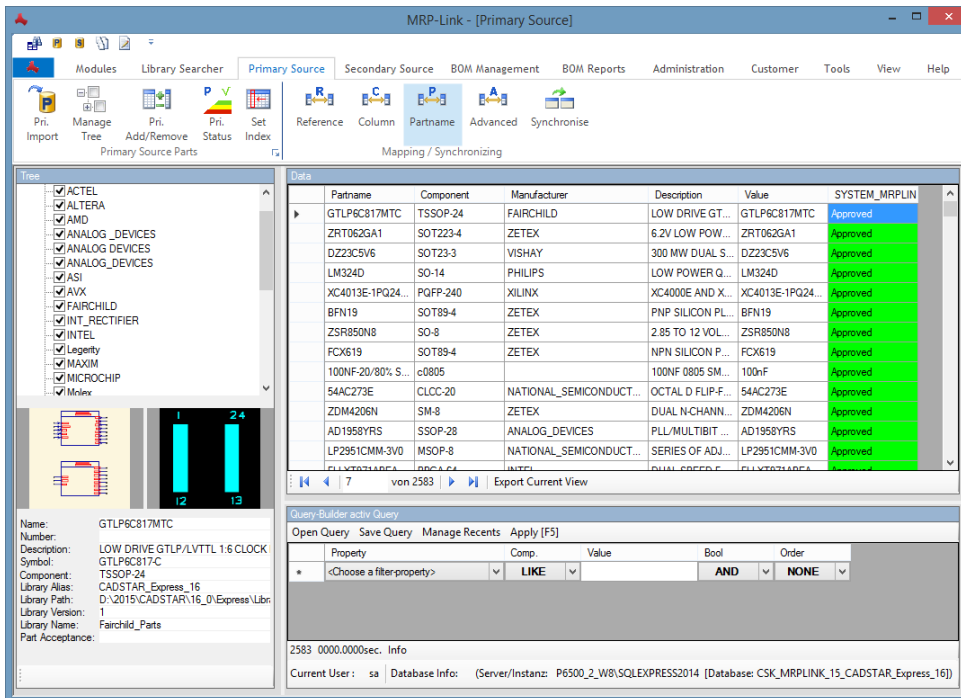 MRP-Link - [Primary Source]
Modules Library Searcher Primary Source Secondary Source BOM Management BOM Reports Administration Customer Tools View Help
Pri. Import Manage Tree Pri. Add/Remove Pri. Status Set Index Reference Column Partname Advanced Synchronise
Primary Source Parts Mapping / Synchronizing
Tree
ACTEL
ALTERA
AMD
ANALOG _DEVICES
ANALOG DEVICES
ANALOG_DEVICES
ASI
AVX
FAIRCHILD
INT_RECTIFIER
INTEL
Legerity
MAXIM
MICROCHIP
Molex
1 24
12 13
Name: GTLP6C817MTC
Number:
Description: LOW DRIVE GTLP/LVTTL 1:6 CLOCK
Symbol: GTLP6C817-C
Component: TSSOP-24
Library Alias: CADSTAR_Express_16
Library Path: D:\2015\CADSTAR\16_0\Express\Libr
Library Version: 1
Library Name: Fairchild_Parts
Part Acceptance:
Data
Partname Component Manufacturer Description Value SYSTEM_MRPLIN
GTLP6C817MTC TSSOP-24 FAIRCHILD LOW DRIVE GT... GTLP6C817MTC Approved
ZRT062GA1 SOT223-4 ZETEX 6.2V LOW POW... ZRT062GA1 Approved
DZ23C5V6 SOT23-3 VISHAY 300 MW DUAL S... DZ23C5V6 Approved
LM324D SO-14 PHILIPS LOW POWER Q... LM324D Approved
XC4013E-1PQ24... PQFP-240 XILINX XC4000E AND X... XC4013E-1PQ24... Approved
BFN19 SOT89-4 ZETEX PNP SILICON PL... BFN19 Approved
ZSR850N8 SO-8 ZETEX 2.85 TO 12 VOL... ZSR850N8 Approved
FCX619 SOT89-4 ZETEX NPN SILICON P... FCX619 Approved
100NF-20/80% S... c0805 100NF 0805 SM... 100nF Approved
54AC273E CLCC-20 NATIONAL_SEMICONDUCT... OCTAL D FLIP-F... 54AC273E Approved
ZDM4206N SM-8 ZETEX DUAL N-CHANN... ZDM4206N Approved
AD1958YRS SSOP-28 ANALOG_DEVICES PLL/MULTIBIT ... AD1958YRS Approved
LP2951CMM-3V0 MSOP-8 NATIONAL_SEMICONDUCT... SERIES OF ADJ... LP2951CMM-3V0 Approved
7 von 2583 Export Current View
Query-Builder activ Query
Open Query Save Query Manage Recents Apply [F5]
Property Comp. Value Bool Order
* <Choose a filter-property> LIKE AND NONE
2583 0000.0000sec. Info
Current User : sa Database Info: (Server/Instanz: P6500_2_W8\SQLEXPRESS2014 [Database: CSK_MRPLINK_15_CADSTAR_Express_16])